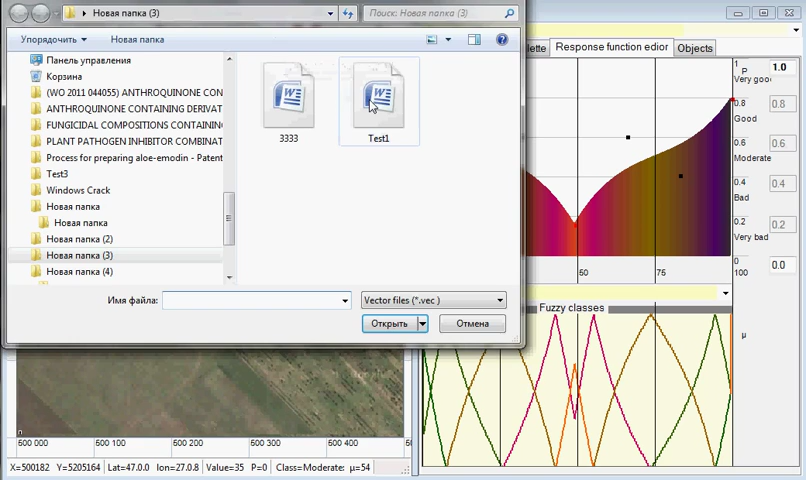 Новая папка (3)
Поиск: Новая папка (3)
Упорядочить
Новая папка
Панель управления
Корзина
(WO 2011 044055) ANTHROQUINONE CON
ANTHROQUINONE CONTAINING DERIVAT
FUNGICIDAL COMPOSITIONS CONTAINING
PLANT PATHOGEN INHIBITOR COMBINAT
Process for preparing aloe-emodin - Patent
Test3
Windows Crack
Новая папка
Новая папка
Новая папка (2)
Новая папка (3)
Новая папка (4)
3333
Test1
Имя файла:
Vector files (*.vec )
Открыть
Отмена
lette
Response function edior
Objects
1
P
1.0
Very good
0.8
0.8
Good
0.6
0.6
Moderate
0.4
0.4
Bad
0.2
0.2
Very bad
0
0.0
50
75
100
Fuzzy classes
μ
500 000
500 100
500 200
500 300
500 400
5
X=500182
Y=5205164
Lat=47.0.0
lon=27.0.8
Value=35
P=0
Class=Moderate
μ=54